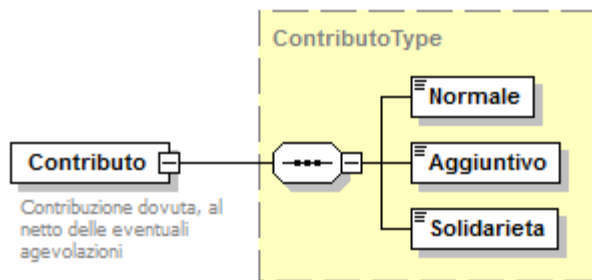 ContributoType
Normale
Contributo
Aggiuntivo
Contribuzione dovuta, al
netto delle eventuali
agevolazioni
Solidarieta